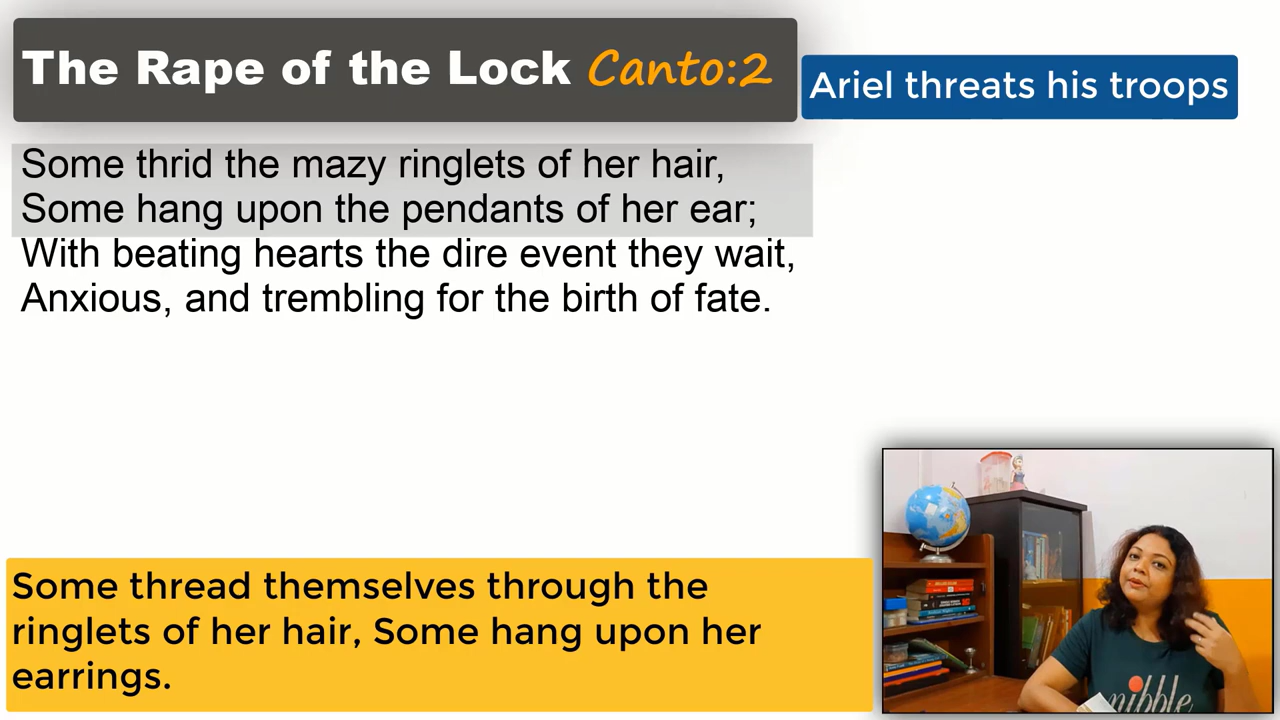 The Rape of the Lock Canto:2
Ariel threats his troops
Some thrid the mazy ringlets of her hair,
Some hang upon the pendants of her ear;
With beating hearts the dire event they wait,
Anxious, and trembling for the birth of fate.
Some thread themselves through the
ringlets of her hair, Some hang upon her
earrings.
nibble